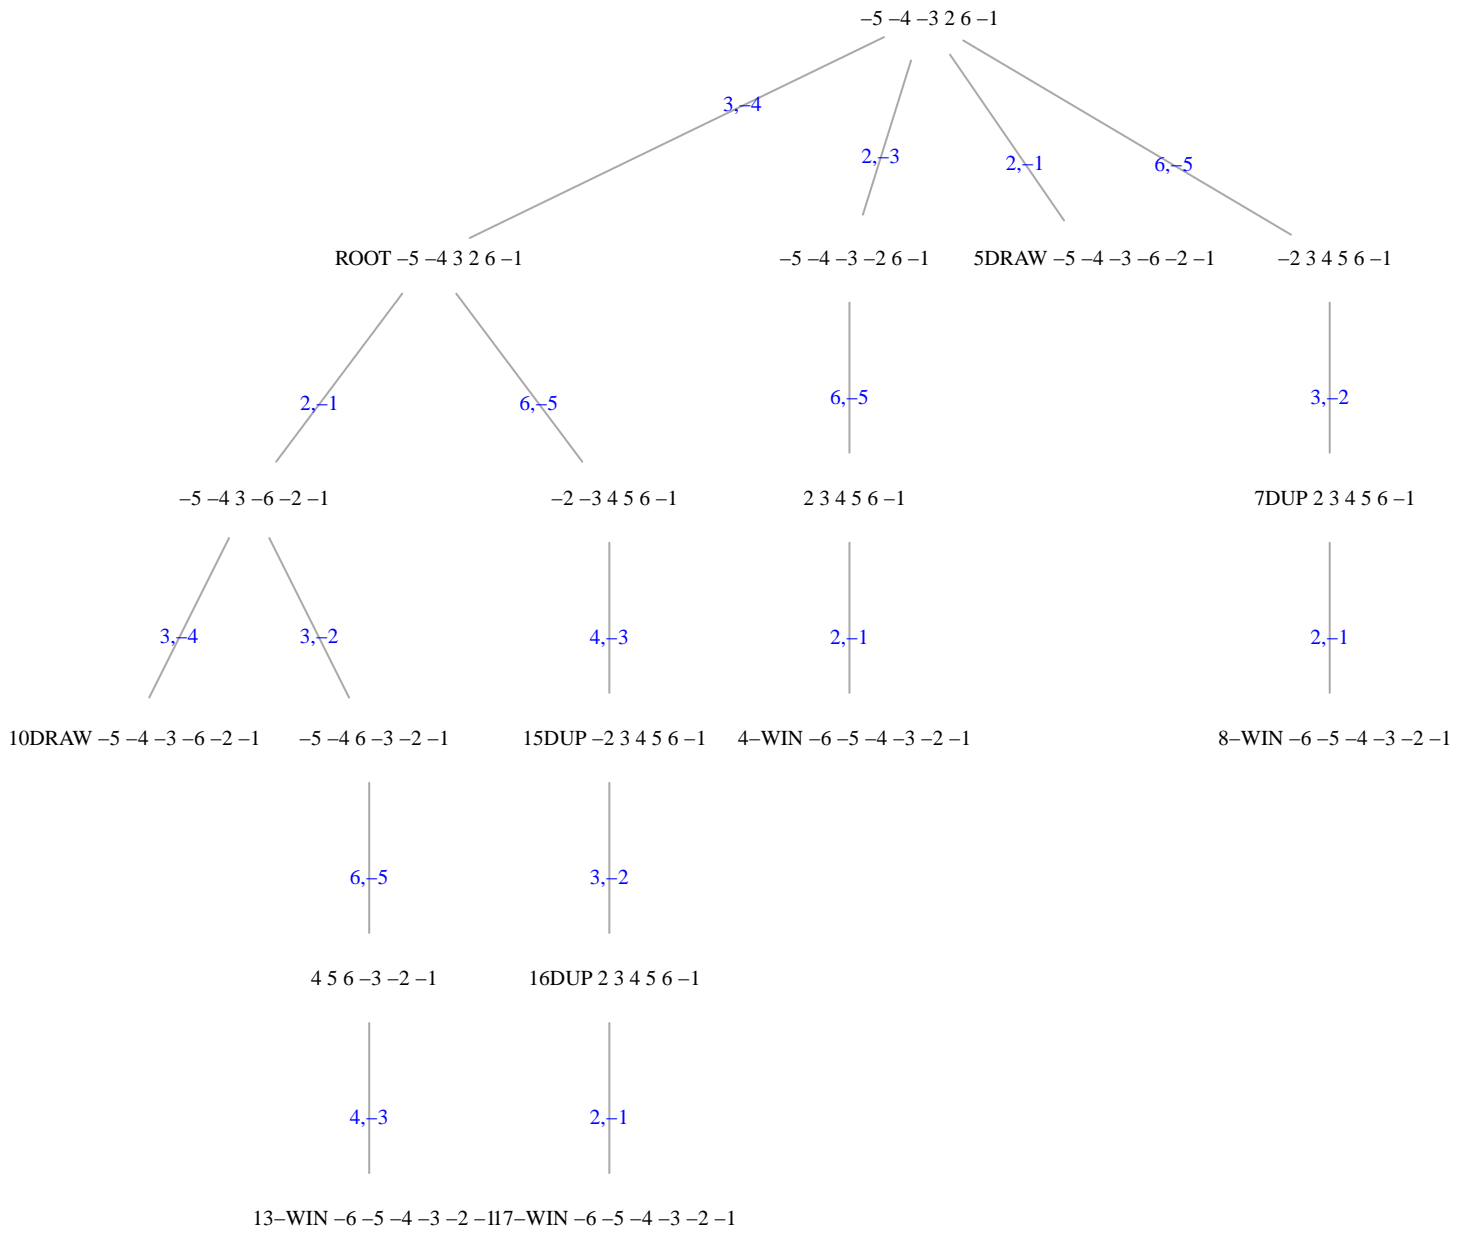 –5 –4 –3 2 6 –1
3,–4
2,–3
2,–1
6,–5
ROOT –5 –4 3 2 6 –1
–5 –4 –3 –2 6 –1
5DRAW –5 –4 –3 –6 –2 –1
–2 3 4 5 6 –1
2,–1
6,–5
6,–5
3,–2
–5 –4 3 –6 –2 –1
–2 –3 4 5 6 –1
2 3 4 5 6 –1
7DUP 2 3 4 5 6 –1
3,–4
3,–2
4,–3
2,–1
2,–1
10DRAW –5 –4 –3 –6 –2 –1
–5 –4 6 –3 –2 –1
15DUP –2 3 4 5 6 –1
4–WIN –6 –5 –4 –3 –2 –1
8–WIN –6 –5 –4 –3 –2 –1
6,–5
3,–2
4 5 6 –3 –2 –1
16DUP 2 3 4 5 6 –1
4,–3
2,–1
13–WIN –6 –5 –4 –3 –2 –1
17–WIN –6 –5 –4 –3 –2 –1